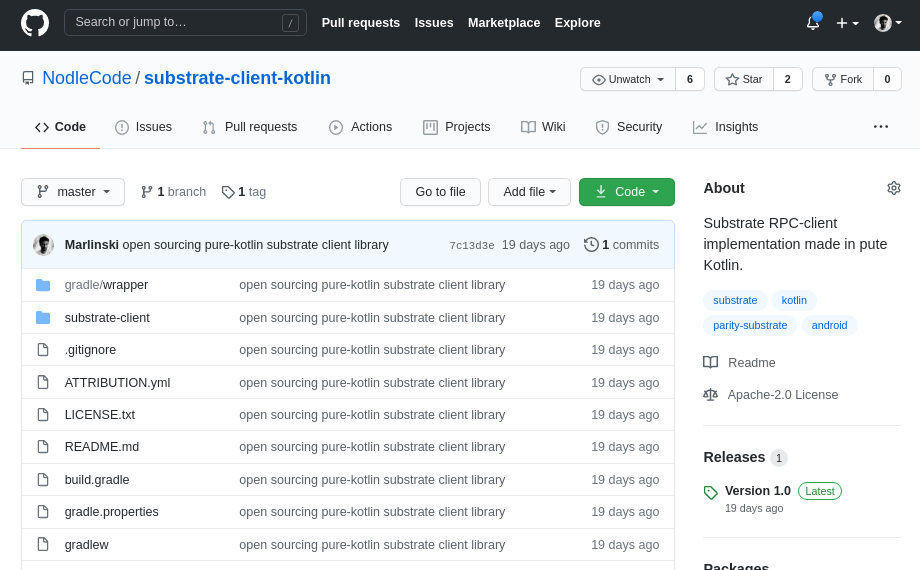 Search or jump to… / Pull requests Issues Marketplace Explore
NodleCode / substrate-client-kotlin Unwatch 6 Star 2 Fork 0
Code Issues Pull requests Actions Projects Wiki Security Insights ...
master 1 branch 1 tag Go to file Add file Code
Marlinski open sourcing pure-kotlin substrate client library 7c13d3e 19 days ago 1 commits
gradle/wrapper open sourcing pure-kotlin substrate client library 19 days ago
substrate-client open sourcing pure-kotlin substrate client library 19 days ago
.gitignore open sourcing pure-kotlin substrate client library 19 days ago
ATTRIBUTION.yml open sourcing pure-kotlin substrate client library 19 days ago
LICENSE.txt open sourcing pure-kotlin substrate client library 19 days ago
README.md open sourcing pure-kotlin substrate client library 19 days ago
build.gradle open sourcing pure-kotlin substrate client library 19 days ago
gradle.properties open sourcing pure-kotlin substrate client library 19 days ago
gradlew open sourcing pure-kotlin substrate client library 19 days ago
About
Substrate RPC-client
implementation made in pute
Kotlin.
substrate kotlin
parity-substrate android
Readme
Apache-2.0 License
Releases 1
Version 1.0 Latest
19 days ago
Packages